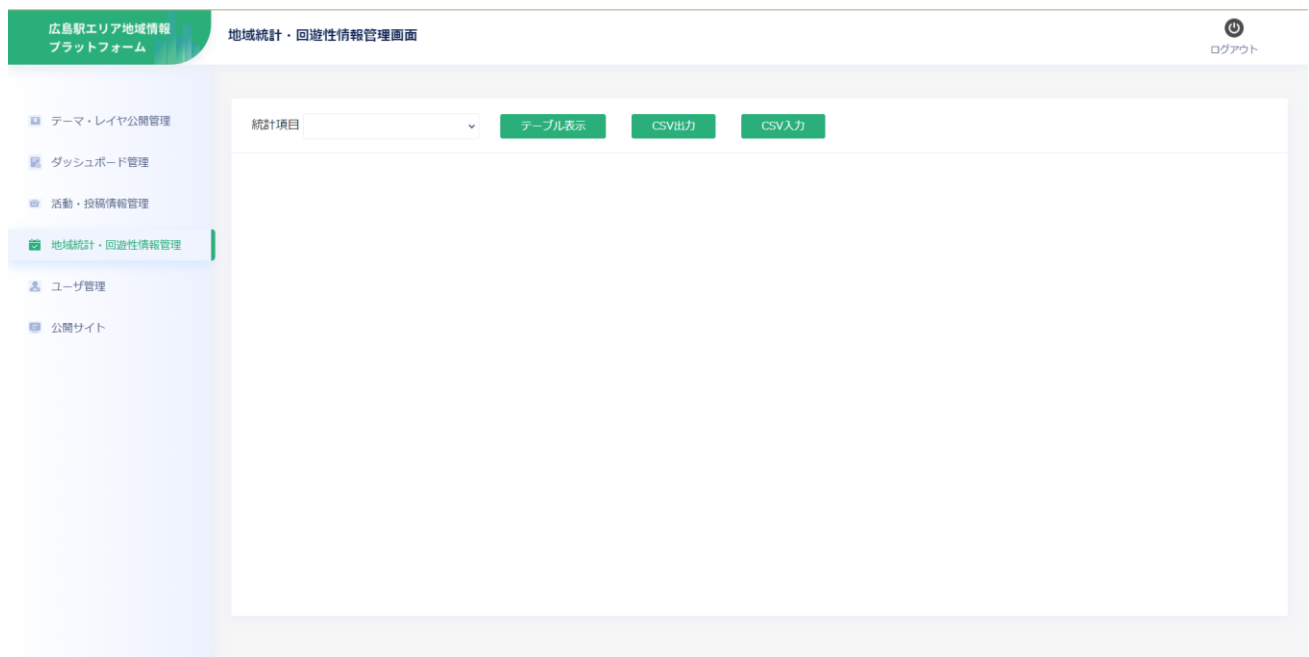 広島駅エリア地域情報
プラットフォーム
地域統計・回遊性情報管理画面
ログアウト
テーマ・レイヤ公開管理
ダッシュボード管理
活動・投稿情報管理
地域統計・回遊性情報管理
ユーザ管理
公開サイト
統計項目
テーブル表示
CSV出力
CSV入力